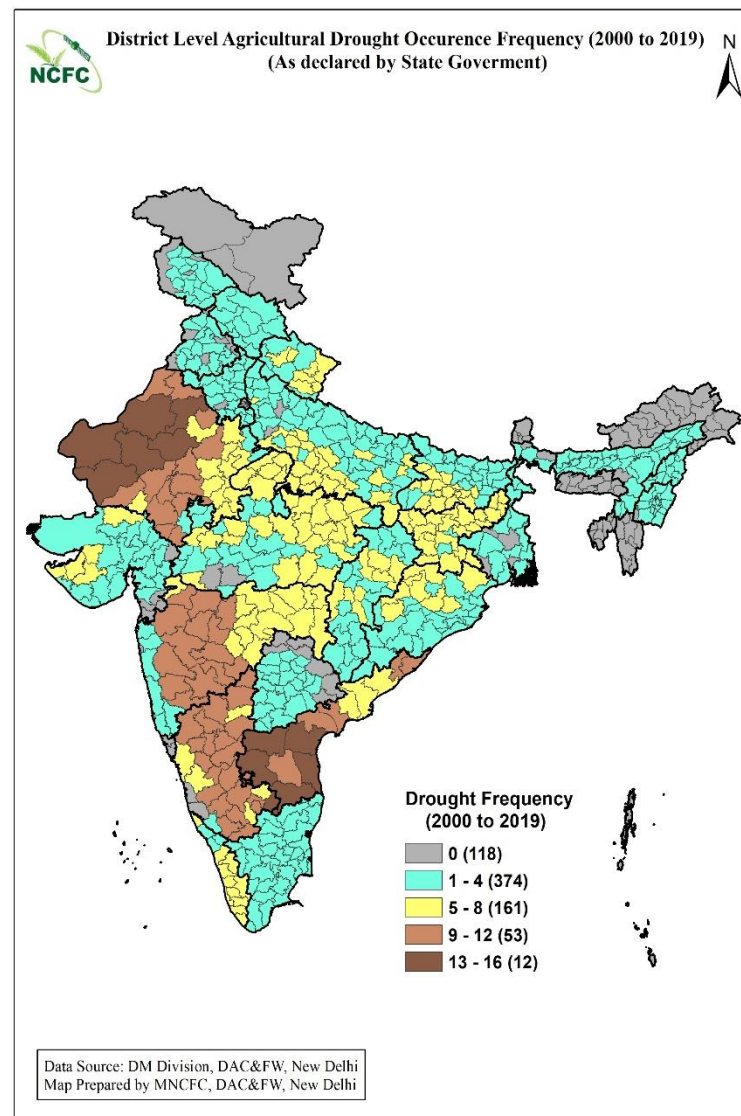 District Level Agricultural Drought Occurence Frequency (2000 to 2019)
(As declared by State Goverment)
N
NCFC
Drought Frequency
(2000 to 2019)
0 (118)
1 - 4 (374)
5 - 8 (161)
9 - 12 (53)
13 - 16 (12)
Data Source: DM Division, DAC&FW, New Delhi
Map Prepared by MNCFC, DAC&FW, New Delhi